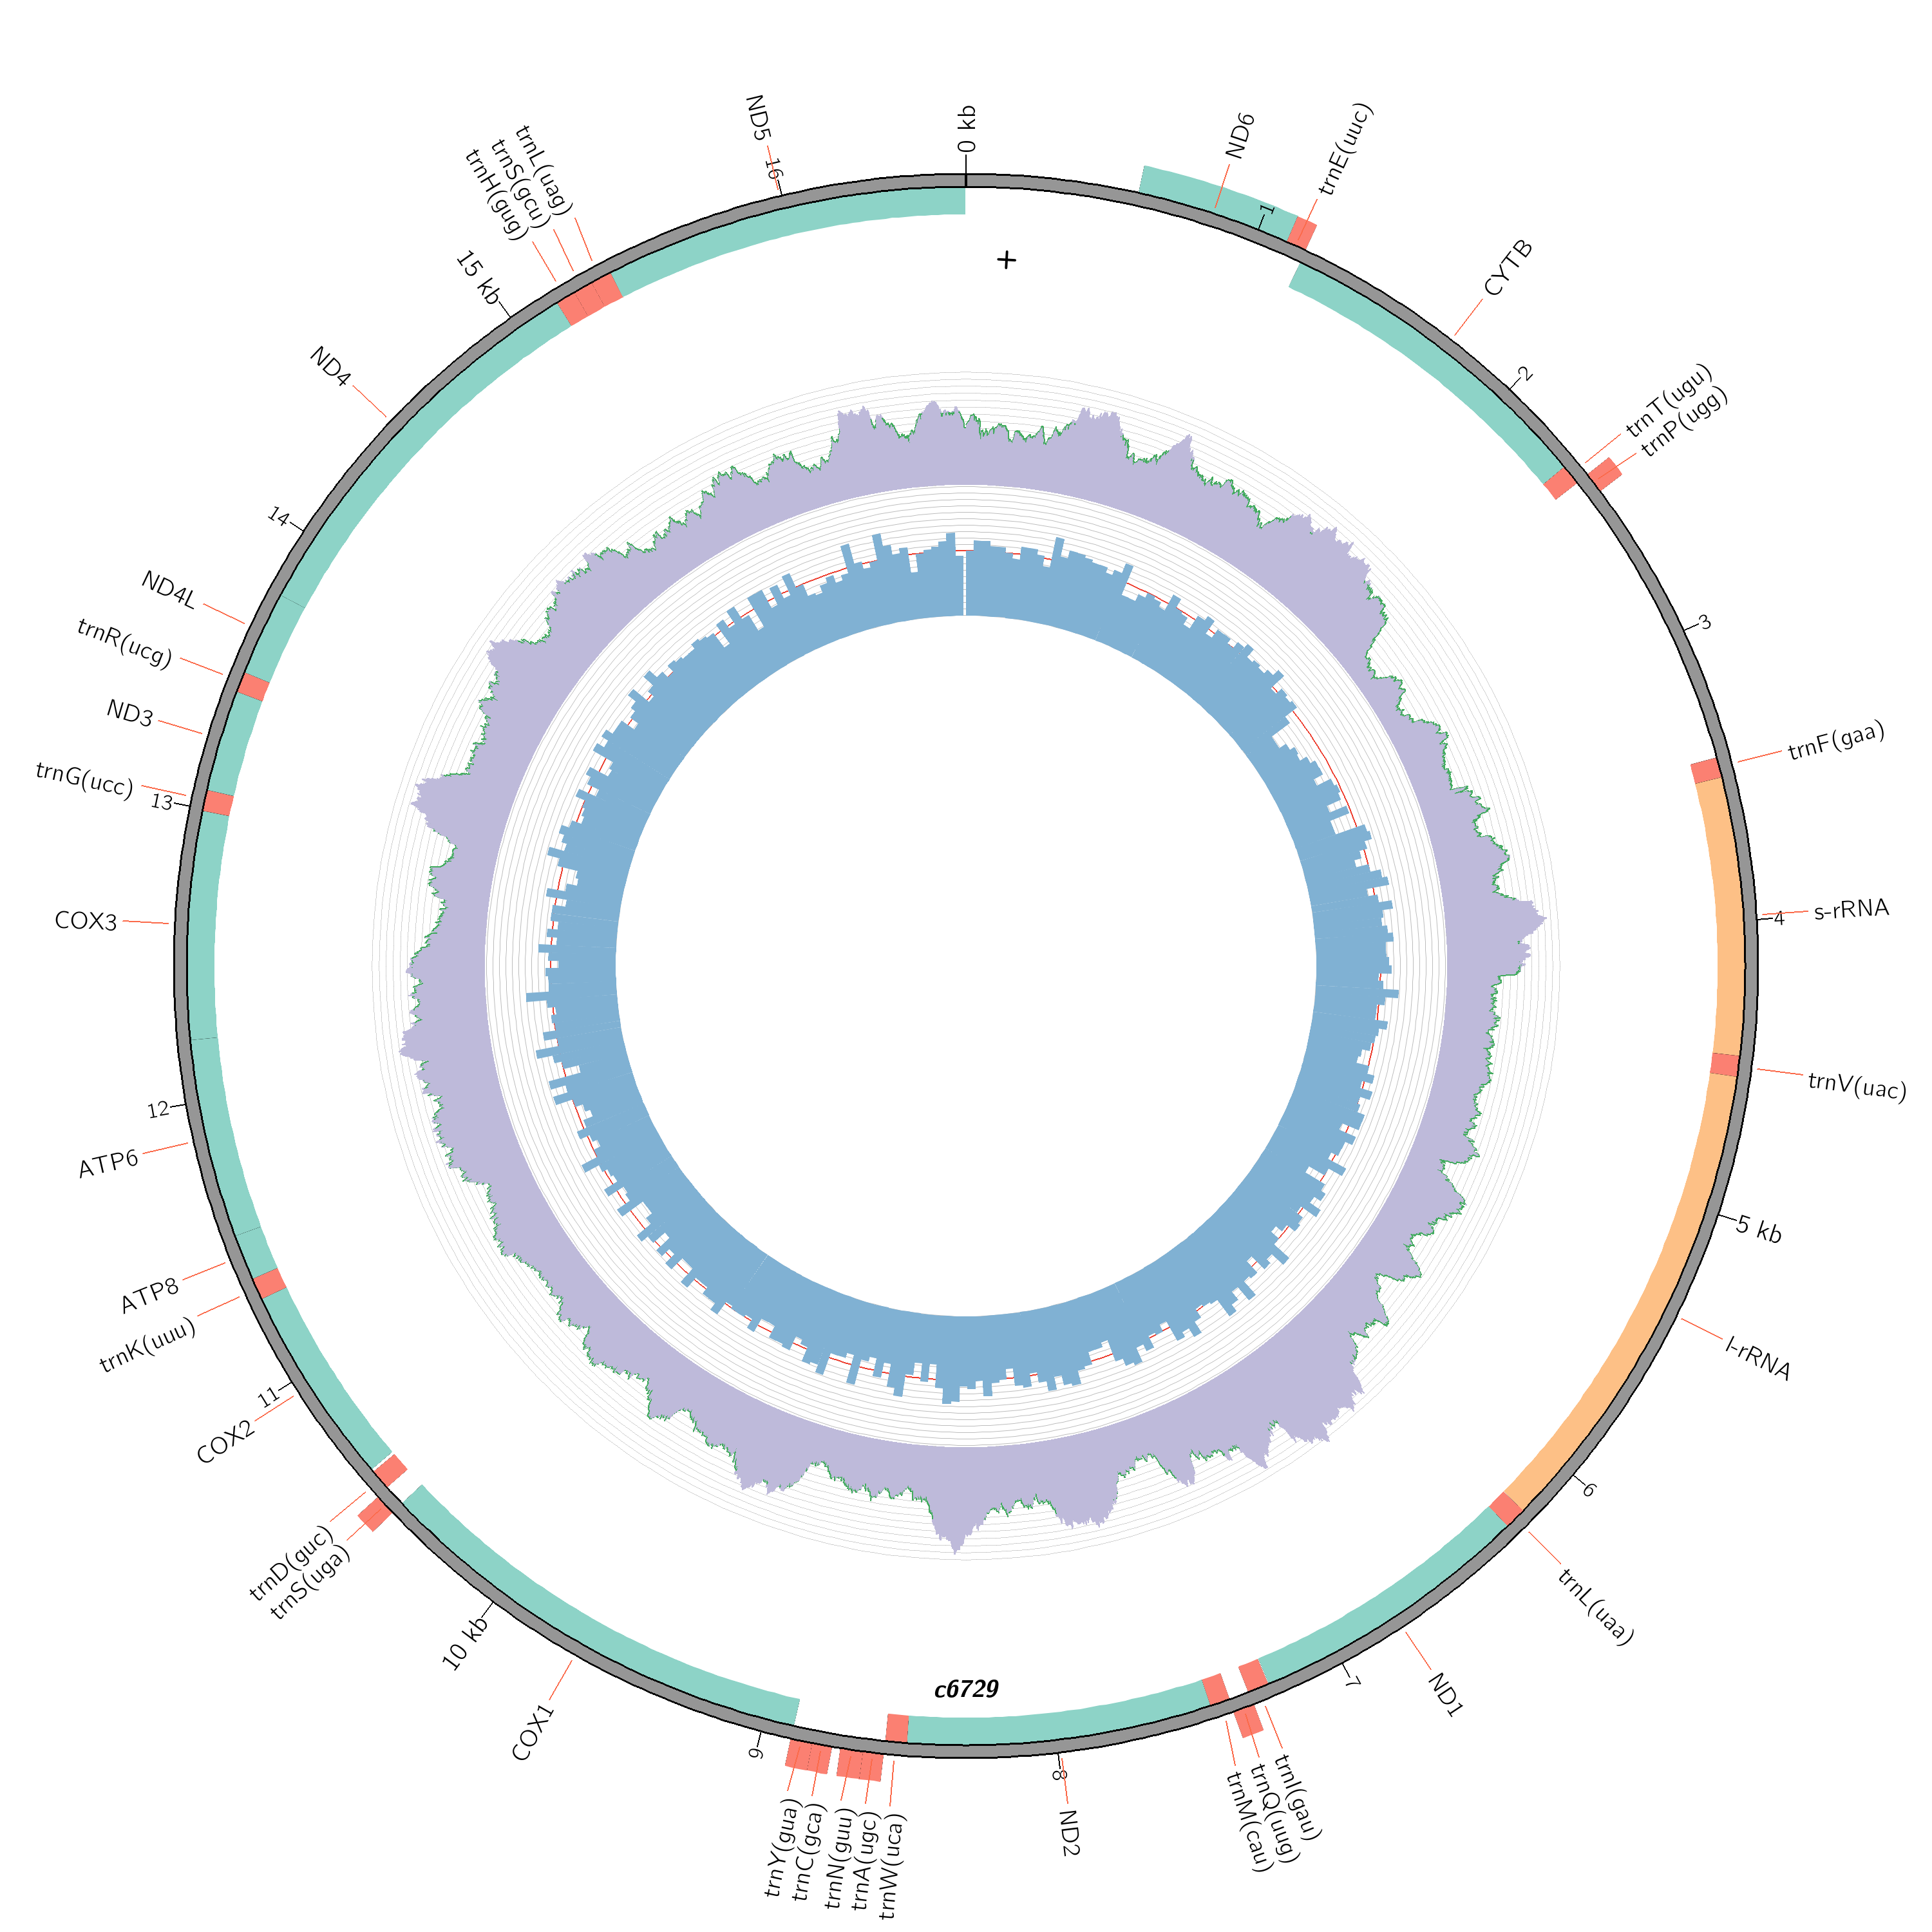 0 kb
ND6
1
trnE(uuc)
CYTB
2
trnT(ugu)
trnP(ugg)
3
trnF(gaa)
4
s-rRNA
trnV(uac)
5 kb
l-rRNA
6
trnL(uaa)
ND1
7
trnI(gau)
trnQ(uug)
trnM(cau)
8
ND2
c6729
trnW(uca)
trnA(ugc)
trnN(guu)
trnC(gca)
trnY(gua)
9
COX1
10 kb
trnS(uga)
trnD(guc)
COX2
11
trnK(uuu)
ATP8
ATP6
12
COX3
13
trnG(ucc)
ND3
trnR(ucg)
ND4L
14
ND4
15 kb
trnH(gug)
trnS(gcu)
trnL(uag)
ND5
16
+